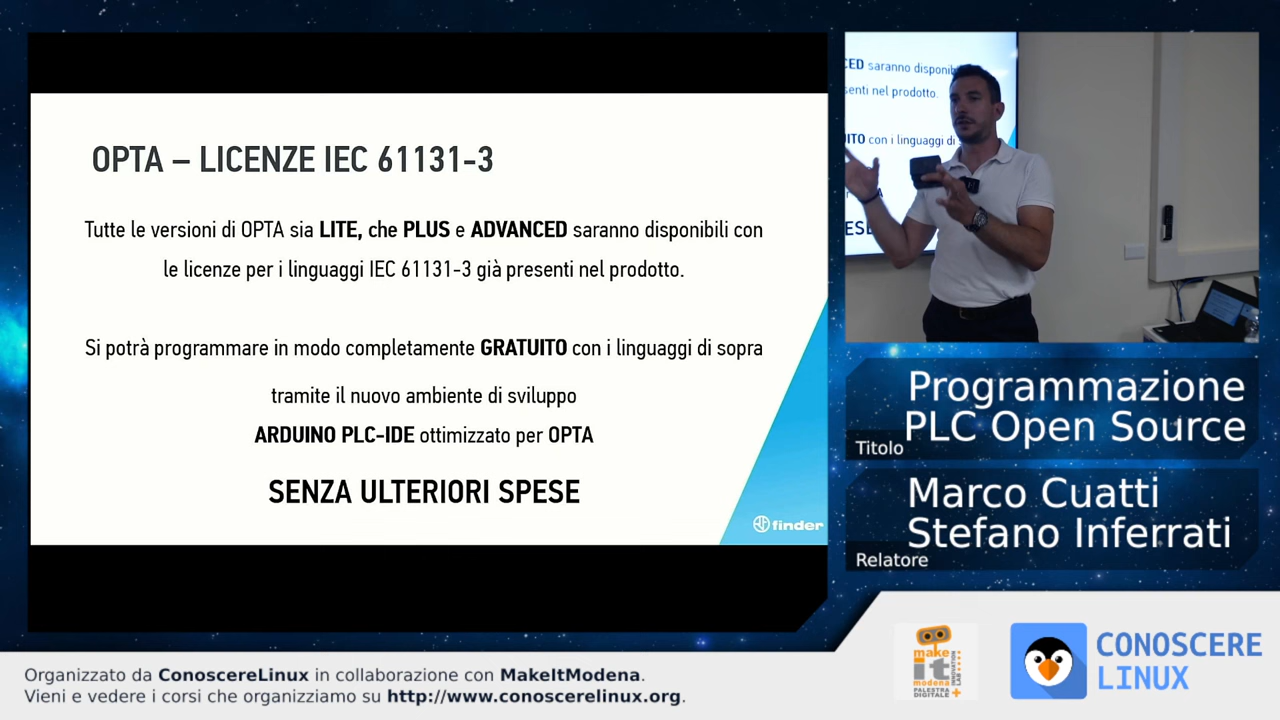 OPTA – LICENZE IEC 61131-3
Tutte le versioni di OPTA sia LITE, che PLUS e ADVANCED saranno disponibili con
le licenze per i linguaggi IEC 61131-3 già presenti nel prodotto.
Si potrà programmare in modo completamente GRATUITO con i linguaggi di sopra
tramite il nuovo ambiente di sviluppo
ARDUINO PLC-IDE ottimizzato per OPTA
SENZA ULTERIORI SPESE
finder
CED saranno disponib
senti nel prodotto.
UITO con i linguaggi di
Programmazione
PLC Open Source
Titolo
Marco Cuatti
Stefano Inferrati
Relatore
make
it
modena
PALESTRA
DIGITALE
INNOVATION
LAB
CONOSCERE
LINUX
Organizzato da ConoscereLinux in collaborazione con MakeItModena.
Vieni e vedere i corsi che organizziamo su http://www.conoscerelinux.org.